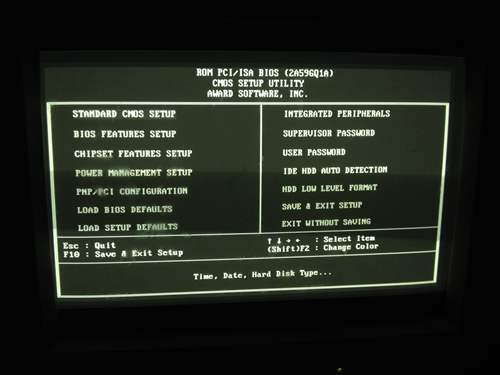 ROM PCI/ISA BIOS (2A59GQ1A)
CMOS SETUP UTILITY
AWARD SOFTWARE, INC.
STANDARD CMOS SETUP
BIOS FEATURES SETUP
CHIPSET FEATURES SETUP
POWER MANAGEMENT SETUP
PNP/PCI CONFIGURATION
LOAD BIOS DEFAULTS
LOAD SETUP DEFAULTS
INTEGRATED PERIPHERALS
SUPERVISOR PASSWORD
USER PASSWORD
IDE HDD AUTO DETECTION
HDD LOW LEVEL FORMAT
SAVE & EXIT SETUP
EXIT WITHOUT SAVING
Esc : Quit
F10 : Save & Exit Setup
↑ ↓ → ← : Select Item
(Shift)F2 : Change Color
Time, Date, Hard Disk Type...